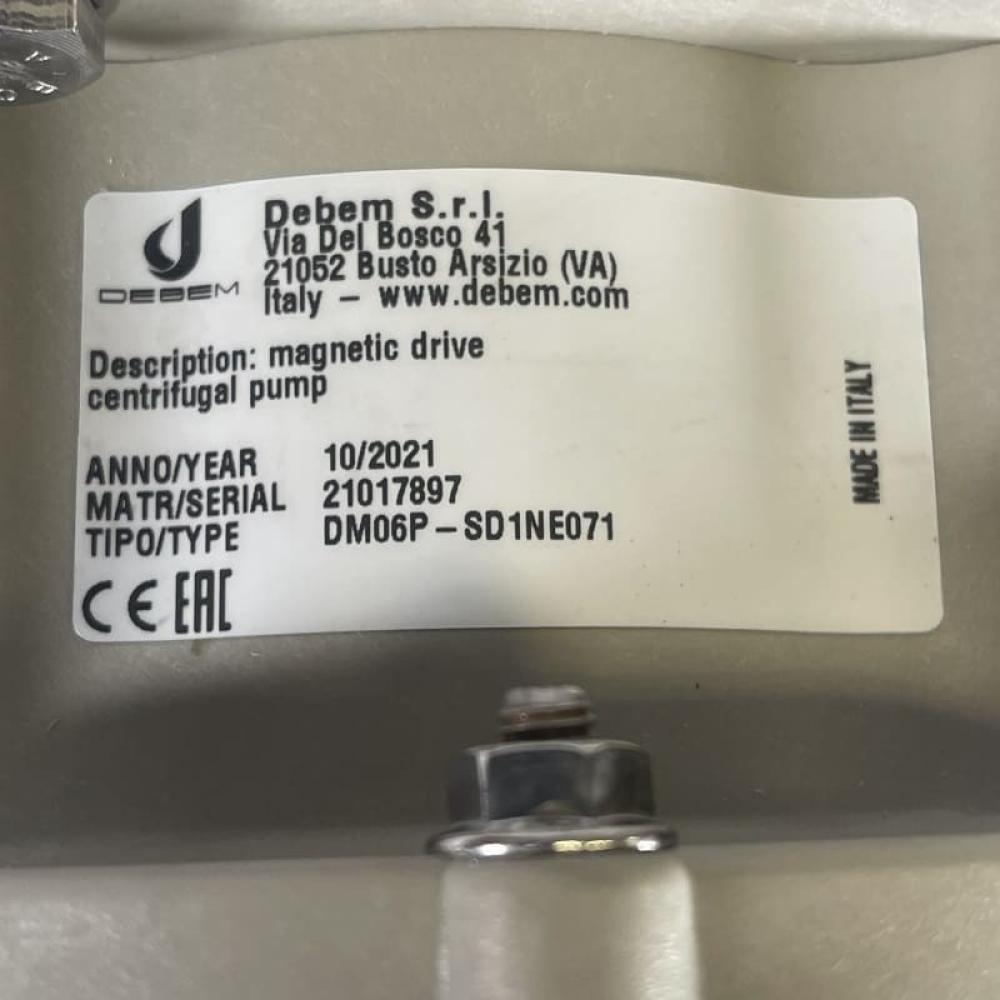 DEBEM
Debem S.r.l.
Via Del Bosco 41
21052 Busto Arsizio (VA)
Italy – www.debem.com
Description: magnetic drive
centrifugal pump
ANNO/YEAR 10/2021
MATR/SERIAL 21017897
TIPO/TYPE DM06P – SD1NE071
CE EAC
MADE IN ITALY